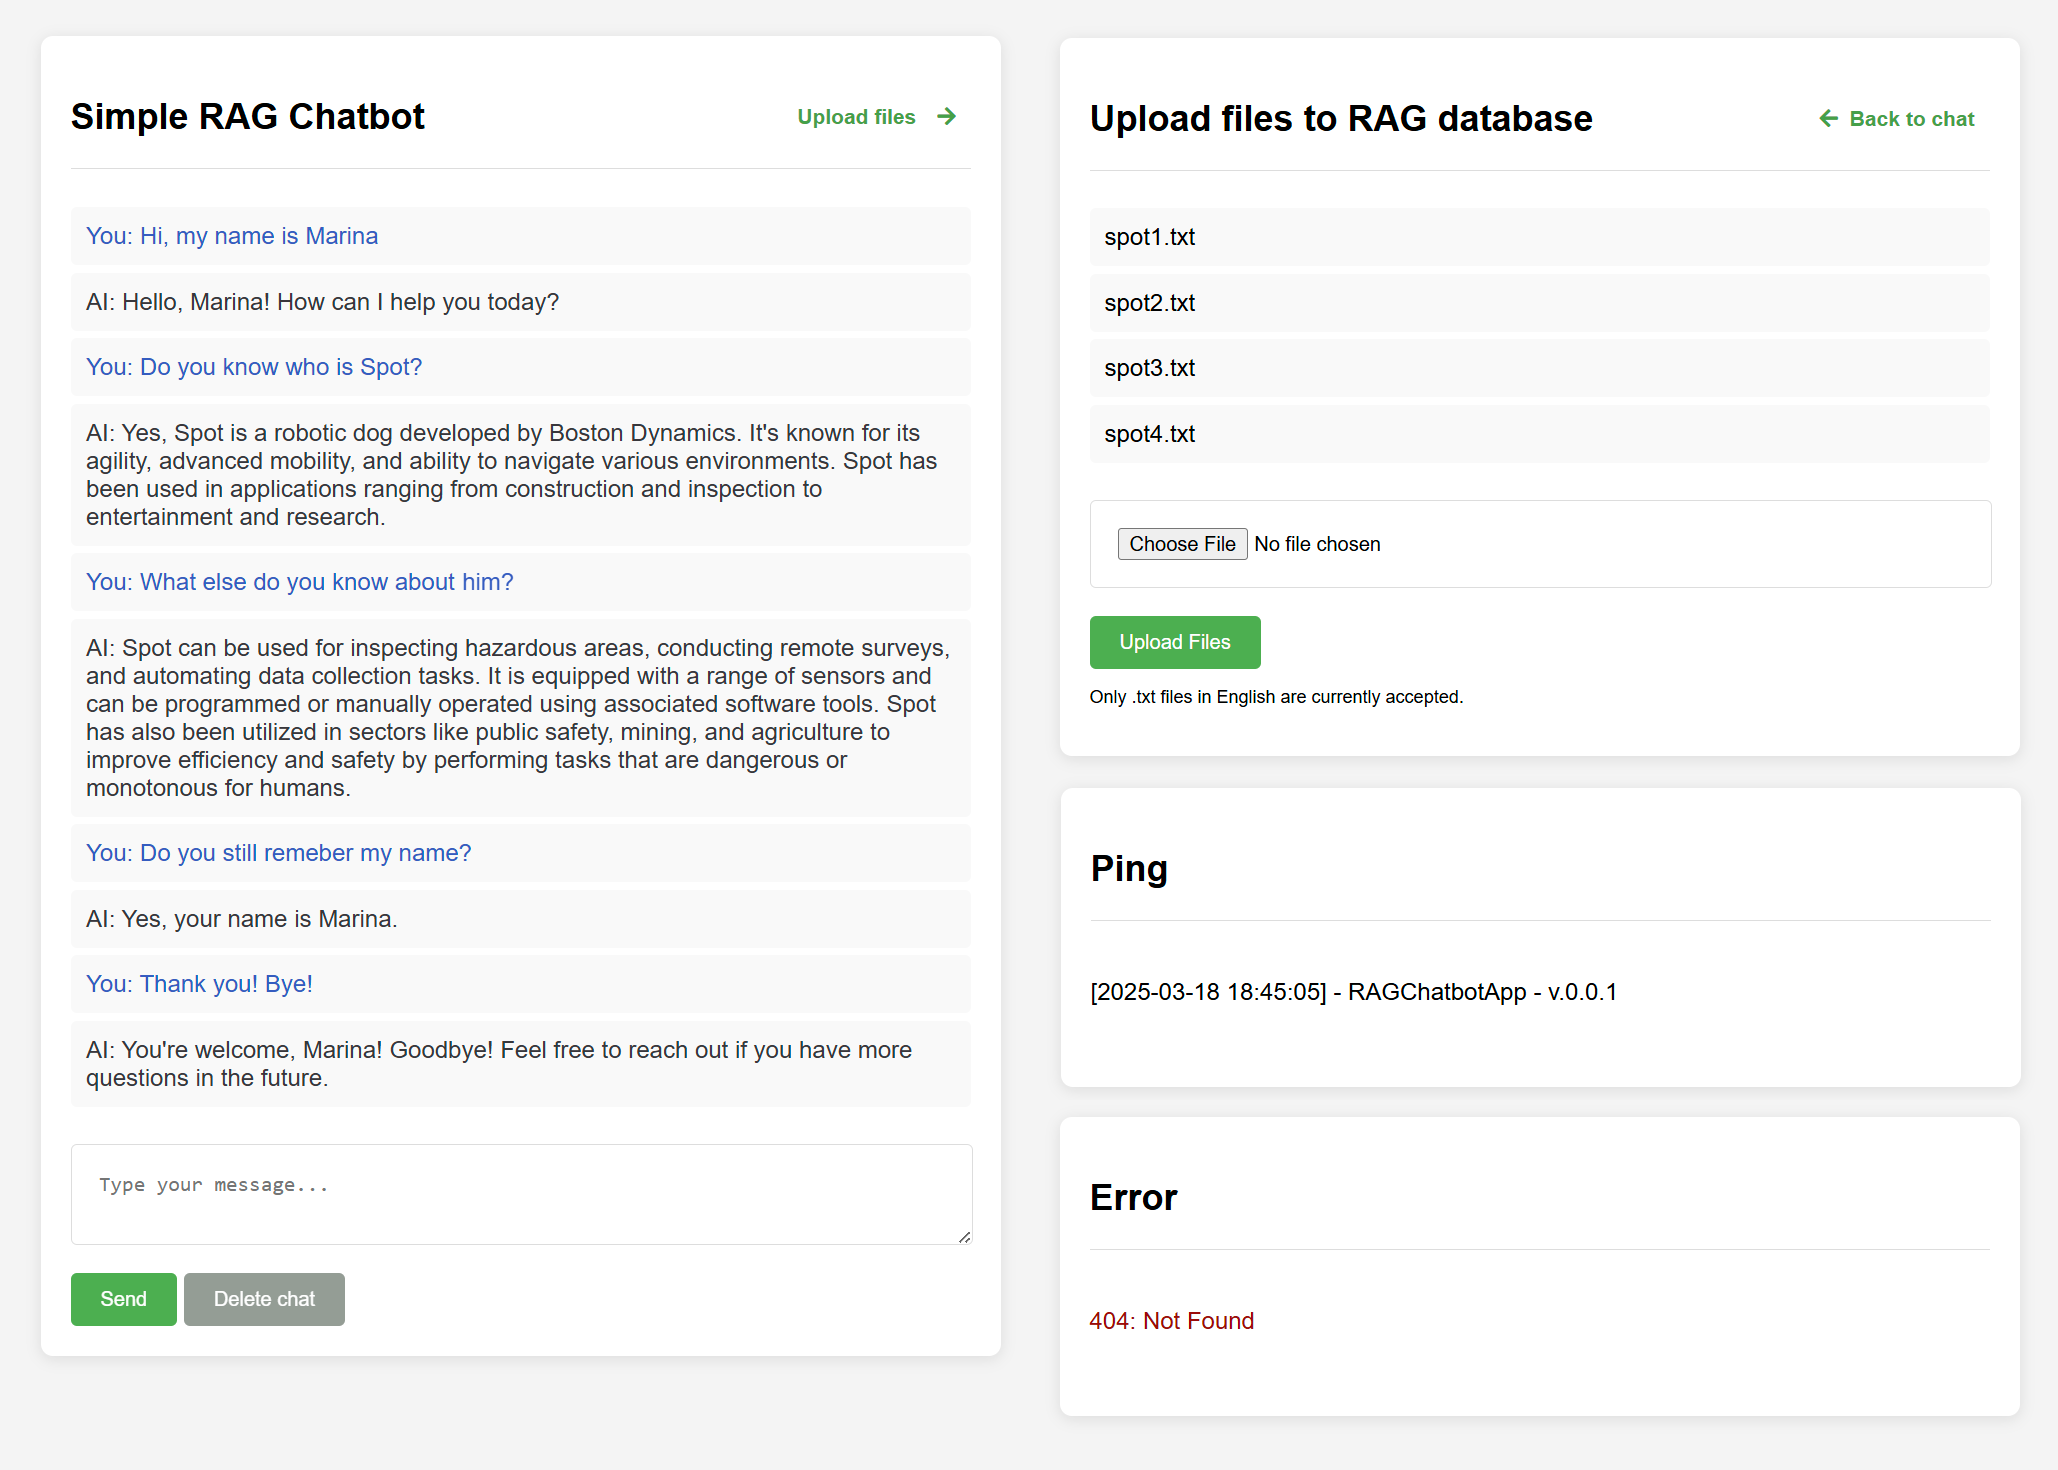 Simple RAG Chatbot
Upload files
You: Hi, my name is Marina
AI: Hello, Marina! How can I help you today?
You: Do you know who is Spot?
AI: Yes, Spot is a robotic dog developed by Boston Dynamics. It's known for its
agility, advanced mobility, and ability to navigate various environments. Spot has
been used in applications ranging from construction and inspection to
entertainment and research.
You: What else do you know about him?
AI: Spot can be used for inspecting hazardous areas, conducting remote surveys,
and automating data collection tasks. It is equipped with a range of sensors and
can be programmed or manually operated using associated software tools. Spot
has also been utilized in sectors like public safety, mining, and agriculture to
improve efficiency and safety by performing tasks that are dangerous or
monotonous for humans.
You: Do you still remeber my name?
AI: Yes, your name is Marina.
You: Thank you! Bye!
AI: You're welcome, Marina! Goodbye! Feel free to reach out if you have more
questions in the future.
Type your message...
Send
Delete chat
Upload files to RAG database
Back to chat
spot1.txt
spot2.txt
spot3.txt
spot4.txt
Choose File No file chosen
Upload Files
Only .txt files in English are currently accepted.
Ping
[2025-03-18 18:45:05] - RAGChatbotApp - v.0.0.1
Error
404: Not Found